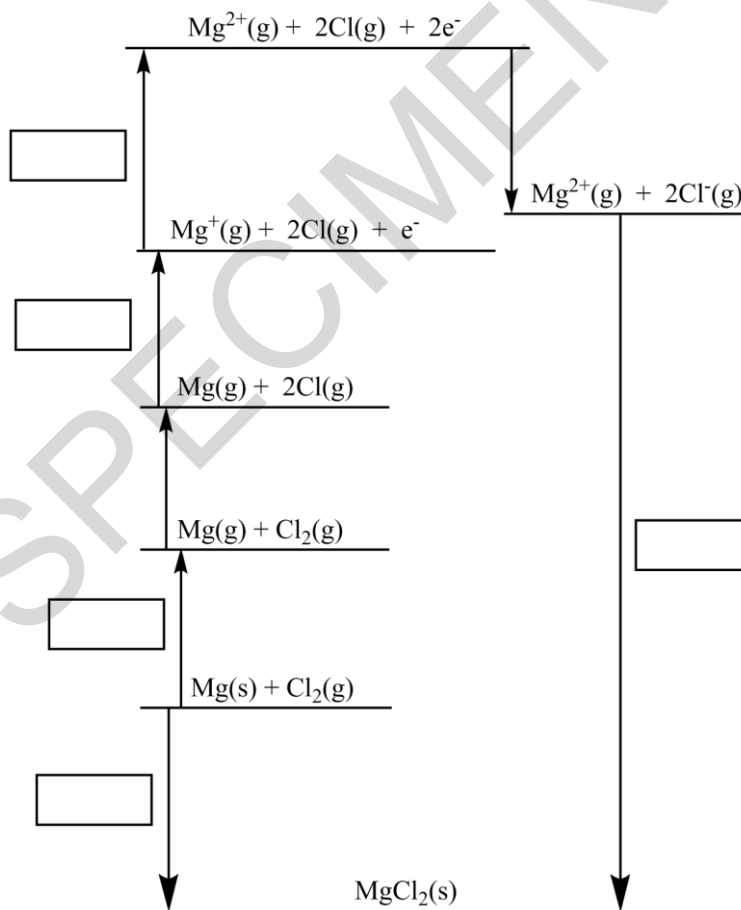 Mg²⁺(g) + 2Cl(g) + 2e⁻
Mg²⁺(g) + 2Cl⁻(g)
Mg⁺(g) + 2Cl(g) + e⁻
Mg(g) + 2Cl(g)
Mg(g) + Cl₂(g)
Mg(s) + Cl₂(g)
MgCl₂(s)
SPECIMEN